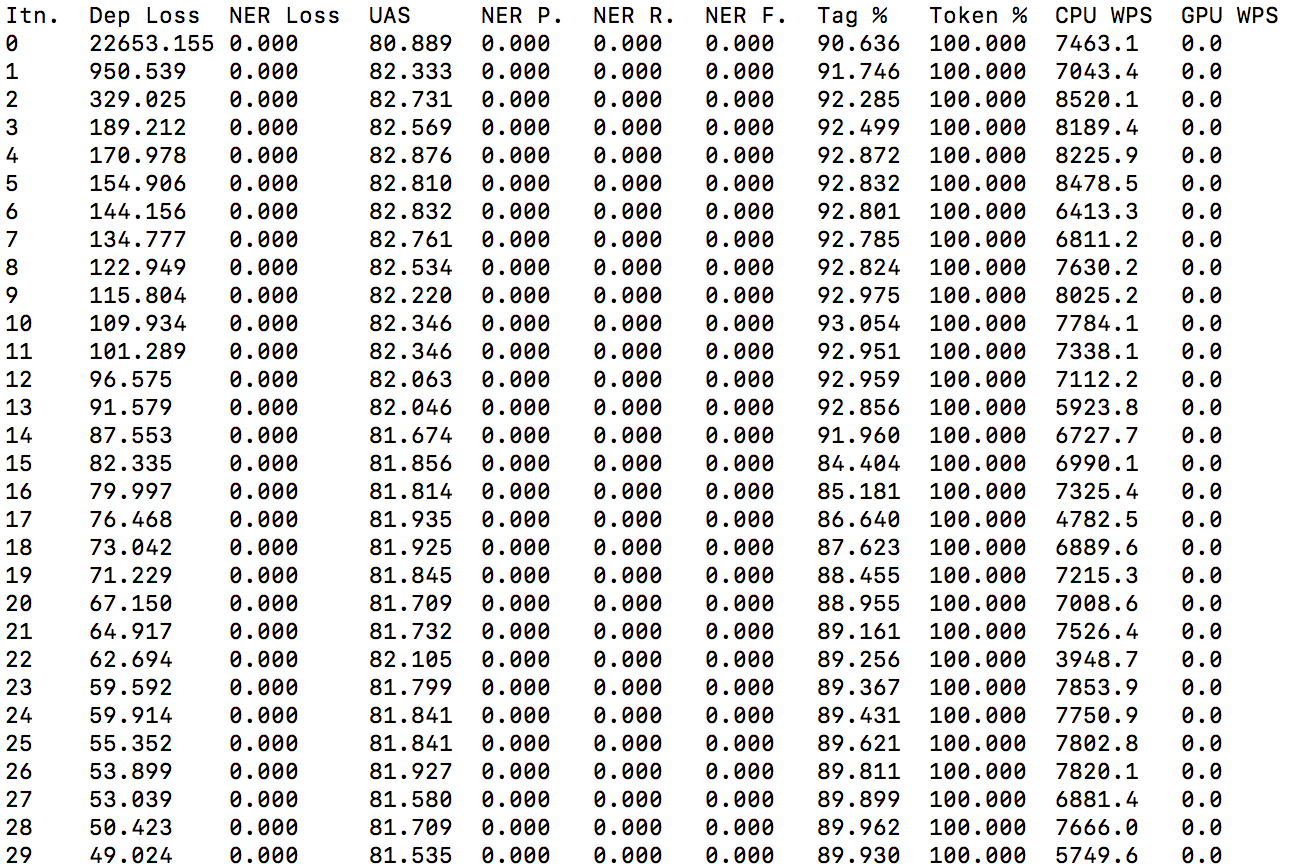 Itn. Dep Loss NER Loss UAS NER P. NER R. NER F. Tag % Token % CPU WPS GPU WPS
0 22653.155 0.000 80.889 0.000 0.000 0.000 90.636 100.000 7463.1 0.0
1 950.539 0.000 82.333 0.000 0.000 0.000 91.746 100.000 7043.4 0.0
2 329.025 0.000 82.731 0.000 0.000 0.000 92.285 100.000 8520.1 0.0
3 189.212 0.000 82.569 0.000 0.000 0.000 92.499 100.000 8189.4 0.0
4 170.978 0.000 82.876 0.000 0.000 0.000 92.872 100.000 8225.9 0.0
5 154.906 0.000 82.810 0.000 0.000 0.000 92.832 100.000 8478.5 0.0
6 144.156 0.000 82.832 0.000 0.000 0.000 92.801 100.000 6413.3 0.0
7 134.777 0.000 82.761 0.000 0.000 0.000 92.785 100.000 6811.2 0.0
8 122.949 0.000 82.534 0.000 0.000 0.000 92.824 100.000 7630.2 0.0
9 115.804 0.000 82.220 0.000 0.000 0.000 92.975 100.000 8025.2 0.0
10 109.934 0.000 82.346 0.000 0.000 0.000 93.054 100.000 7784.1 0.0
11 101.289 0.000 82.346 0.000 0.000 0.000 92.951 100.000 7338.1 0.0
12 96.575 0.000 82.063 0.000 0.000 0.000 92.959 100.000 7112.2 0.0
13 91.579 0.000 82.046 0.000 0.000 0.000 92.856 100.000 5923.8 0.0
14 87.553 0.000 81.674 0.000 0.000 0.000 91.960 100.000 6727.7 0.0
15 82.335 0.000 81.856 0.000 0.000 0.000 84.404 100.000 6990.1 0.0
16 79.997 0.000 81.814 0.000 0.000 0.000 85.181 100.000 7325.4 0.0
17 76.468 0.000 81.935 0.000 0.000 0.000 86.640 100.000 4782.5 0.0
18 73.042 0.000 81.925 0.000 0.000 0.000 87.623 100.000 6889.6 0.0
19 71.229 0.000 81.845 0.000 0.000 0.000 88.455 100.000 7215.3 0.0
20 67.150 0.000 81.709 0.000 0.000 0.000 88.955 100.000 7008.6 0.0
21 64.917 0.000 81.732 0.000 0.000 0.000 89.161 100.000 7526.4 0.0
22 62.694 0.000 82.105 0.000 0.000 0.000 89.256 100.000 3948.7 0.0
23 59.592 0.000 81.799 0.000 0.000 0.000 89.367 100.000 7853.9 0.0
24 59.914 0.000 81.841 0.000 0.000 0.000 89.431 100.000 7750.9 0.0
25 55.352 0.000 81.841 0.000 0.000 0.000 89.621 100.000 7802.8 0.0
26 53.899 0.000 81.927 0.000 0.000 0.000 89.811 100.000 7820.1 0.0
27 53.039 0.000 81.580 0.000 0.000 0.000 89.899 100.000 6881.4 0.0
28 50.423 0.000 81.709 0.000 0.000 0.000 89.962 100.000 7666.0 0.0
29 49.024 0.000 81.535 0.000 0.000 0.000 89.930 100.000 5749.6 0.0